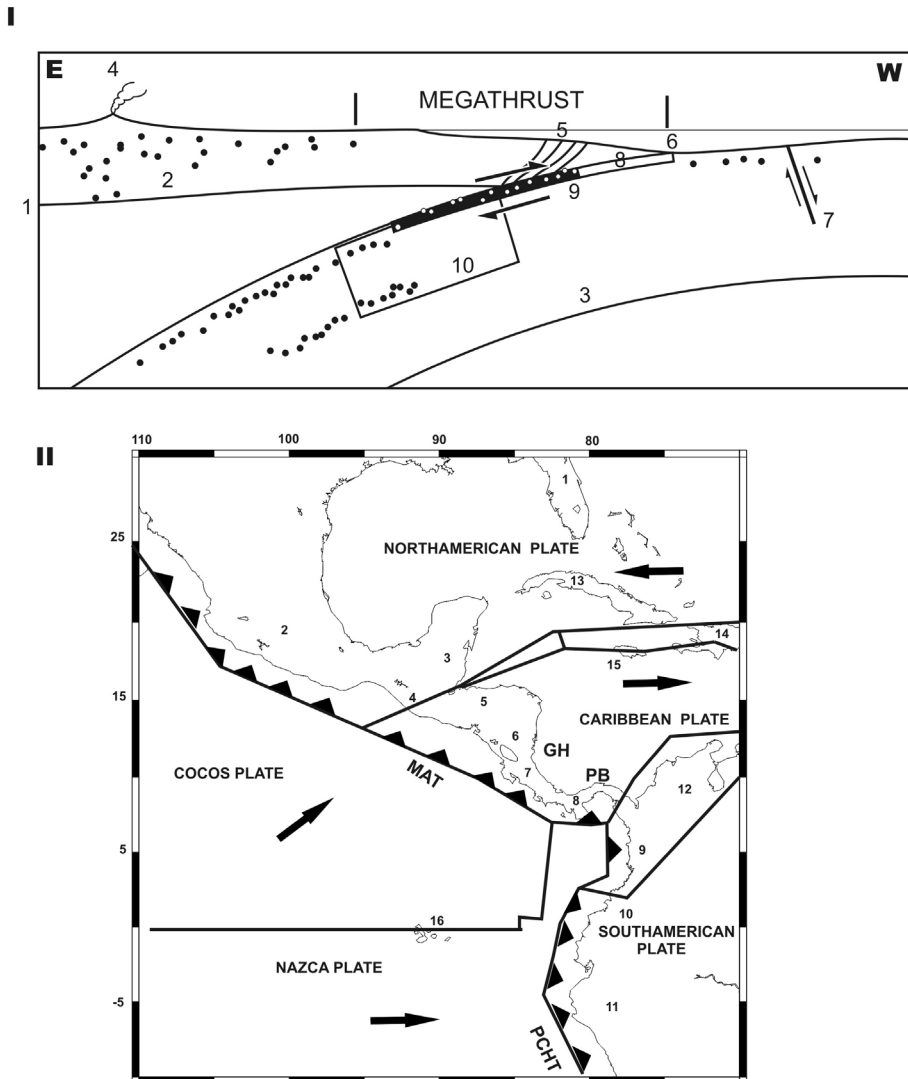 I
E
W
4
MEGATHRUST
5
6
8
2
9
1
7
10
3
II
110
100
90
80
1
25
NORTHAMERICAN PLATE
13
2
14
3
15
15
4
5
CARIBBEAN PLATE
6
GH
7
PB
COCOS PLATE
MAT
8
12
5
9
10
16
SOUTHAMERICAN
PLATE
NAZCA PLATE
-5
11
PCHT